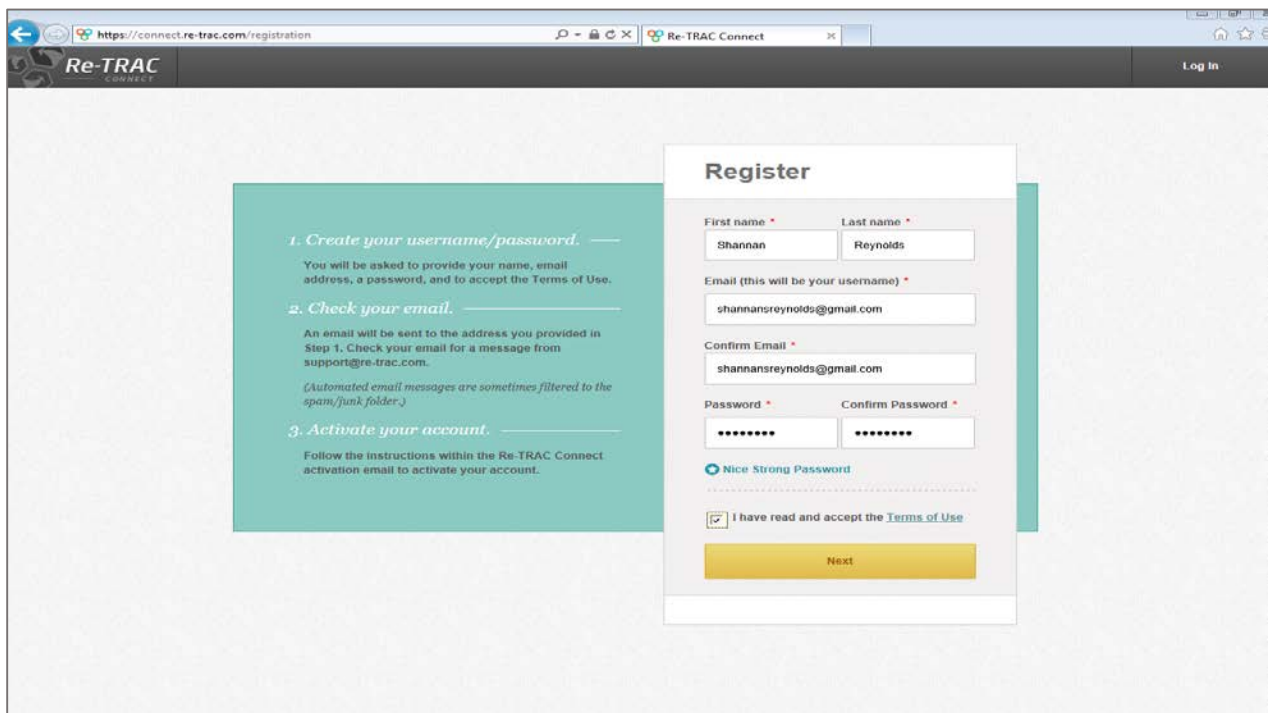 https://connect.re-trac.com/registration
Re-TRAC Connect
Re-TRAC
CONNECT
Log In
1. Create your username/password.
You will be asked to provide your name, email
address, a password, and to accept the Terms of Use.
2. Check your email.
An email will be sent to the address you provided in
Step 1. Check your email for a message from
support@re-trac.com.
(Automated email messages are sometimes filtered to the
spam/junk folder.)
3. Activate your account.
Follow the instructions within the Re-TRAC Connect
activation email to activate your account.
Register
First name * Last name *
Shannan Reynolds
Email (this will be your username) *
shannansreynolds@gmail.com
Confirm Email *
shannansreynolds@gmail.com
Password * Confirm Password *
•••••••• ••••••••
Nice Strong Password
I have read and accept the Terms of Use
Next